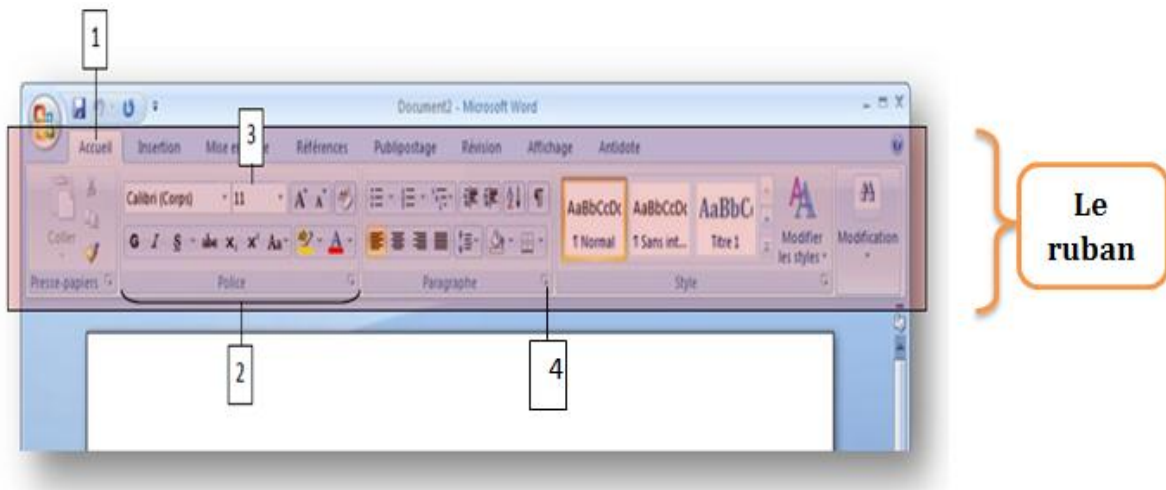 1
Document2 - Microsoft Word
3
Accueil Insertion Mise en Références Publipostage Révision Affichage Antidote
Calibri (Corps) 11 A A
AaBbCcDc AaBbCcDc AaBbC
Coller
G I S abc x, x² Aa A
¶ Normal ¶ Sans int... Titre 1 Modifier les styles Modification
Presse-papiers Police Paragraphe Style
2
4
Le
ruban